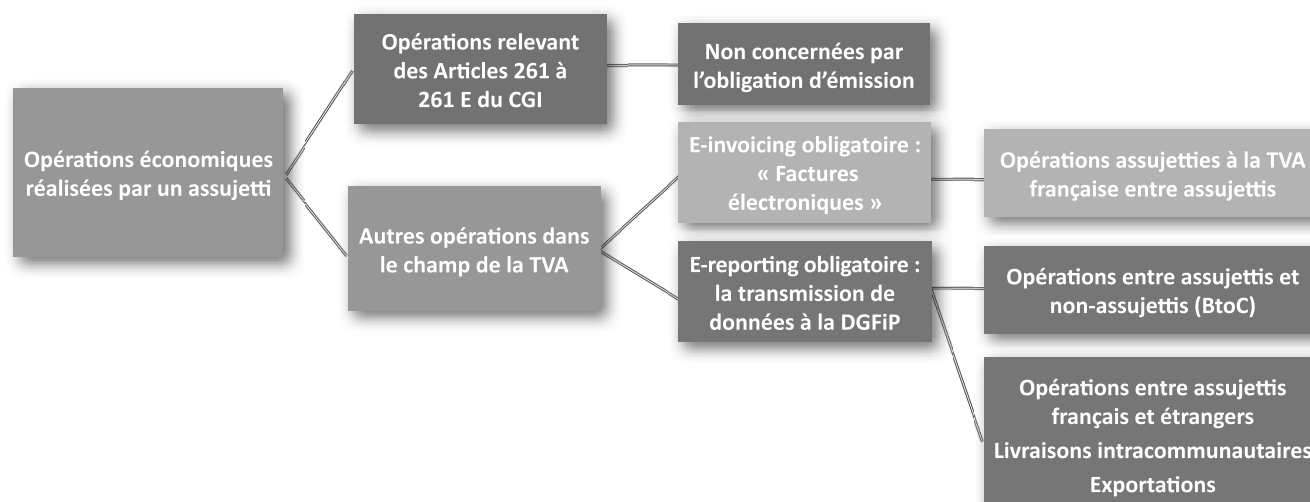 Opérations économiques
réalisées par un assujetti
Opérations relevant
des Articles 261 à
261 E du CGI
Non concernées par
l'obligation d'émission
Autres opérations dans
le champ de la TVA
E-invoicing obligatoire :
« Factures
électroniques »
Opérations assujetties à la TVA
française entre assujettis
E-reporting obligatoire :
la transmission de
données à la DGFiP
Opérations entre assujettis et
non-assujettis (BtoC)
Opérations entre assujettis
français et étrangers
Livraisons intracommunautaires
Exportations